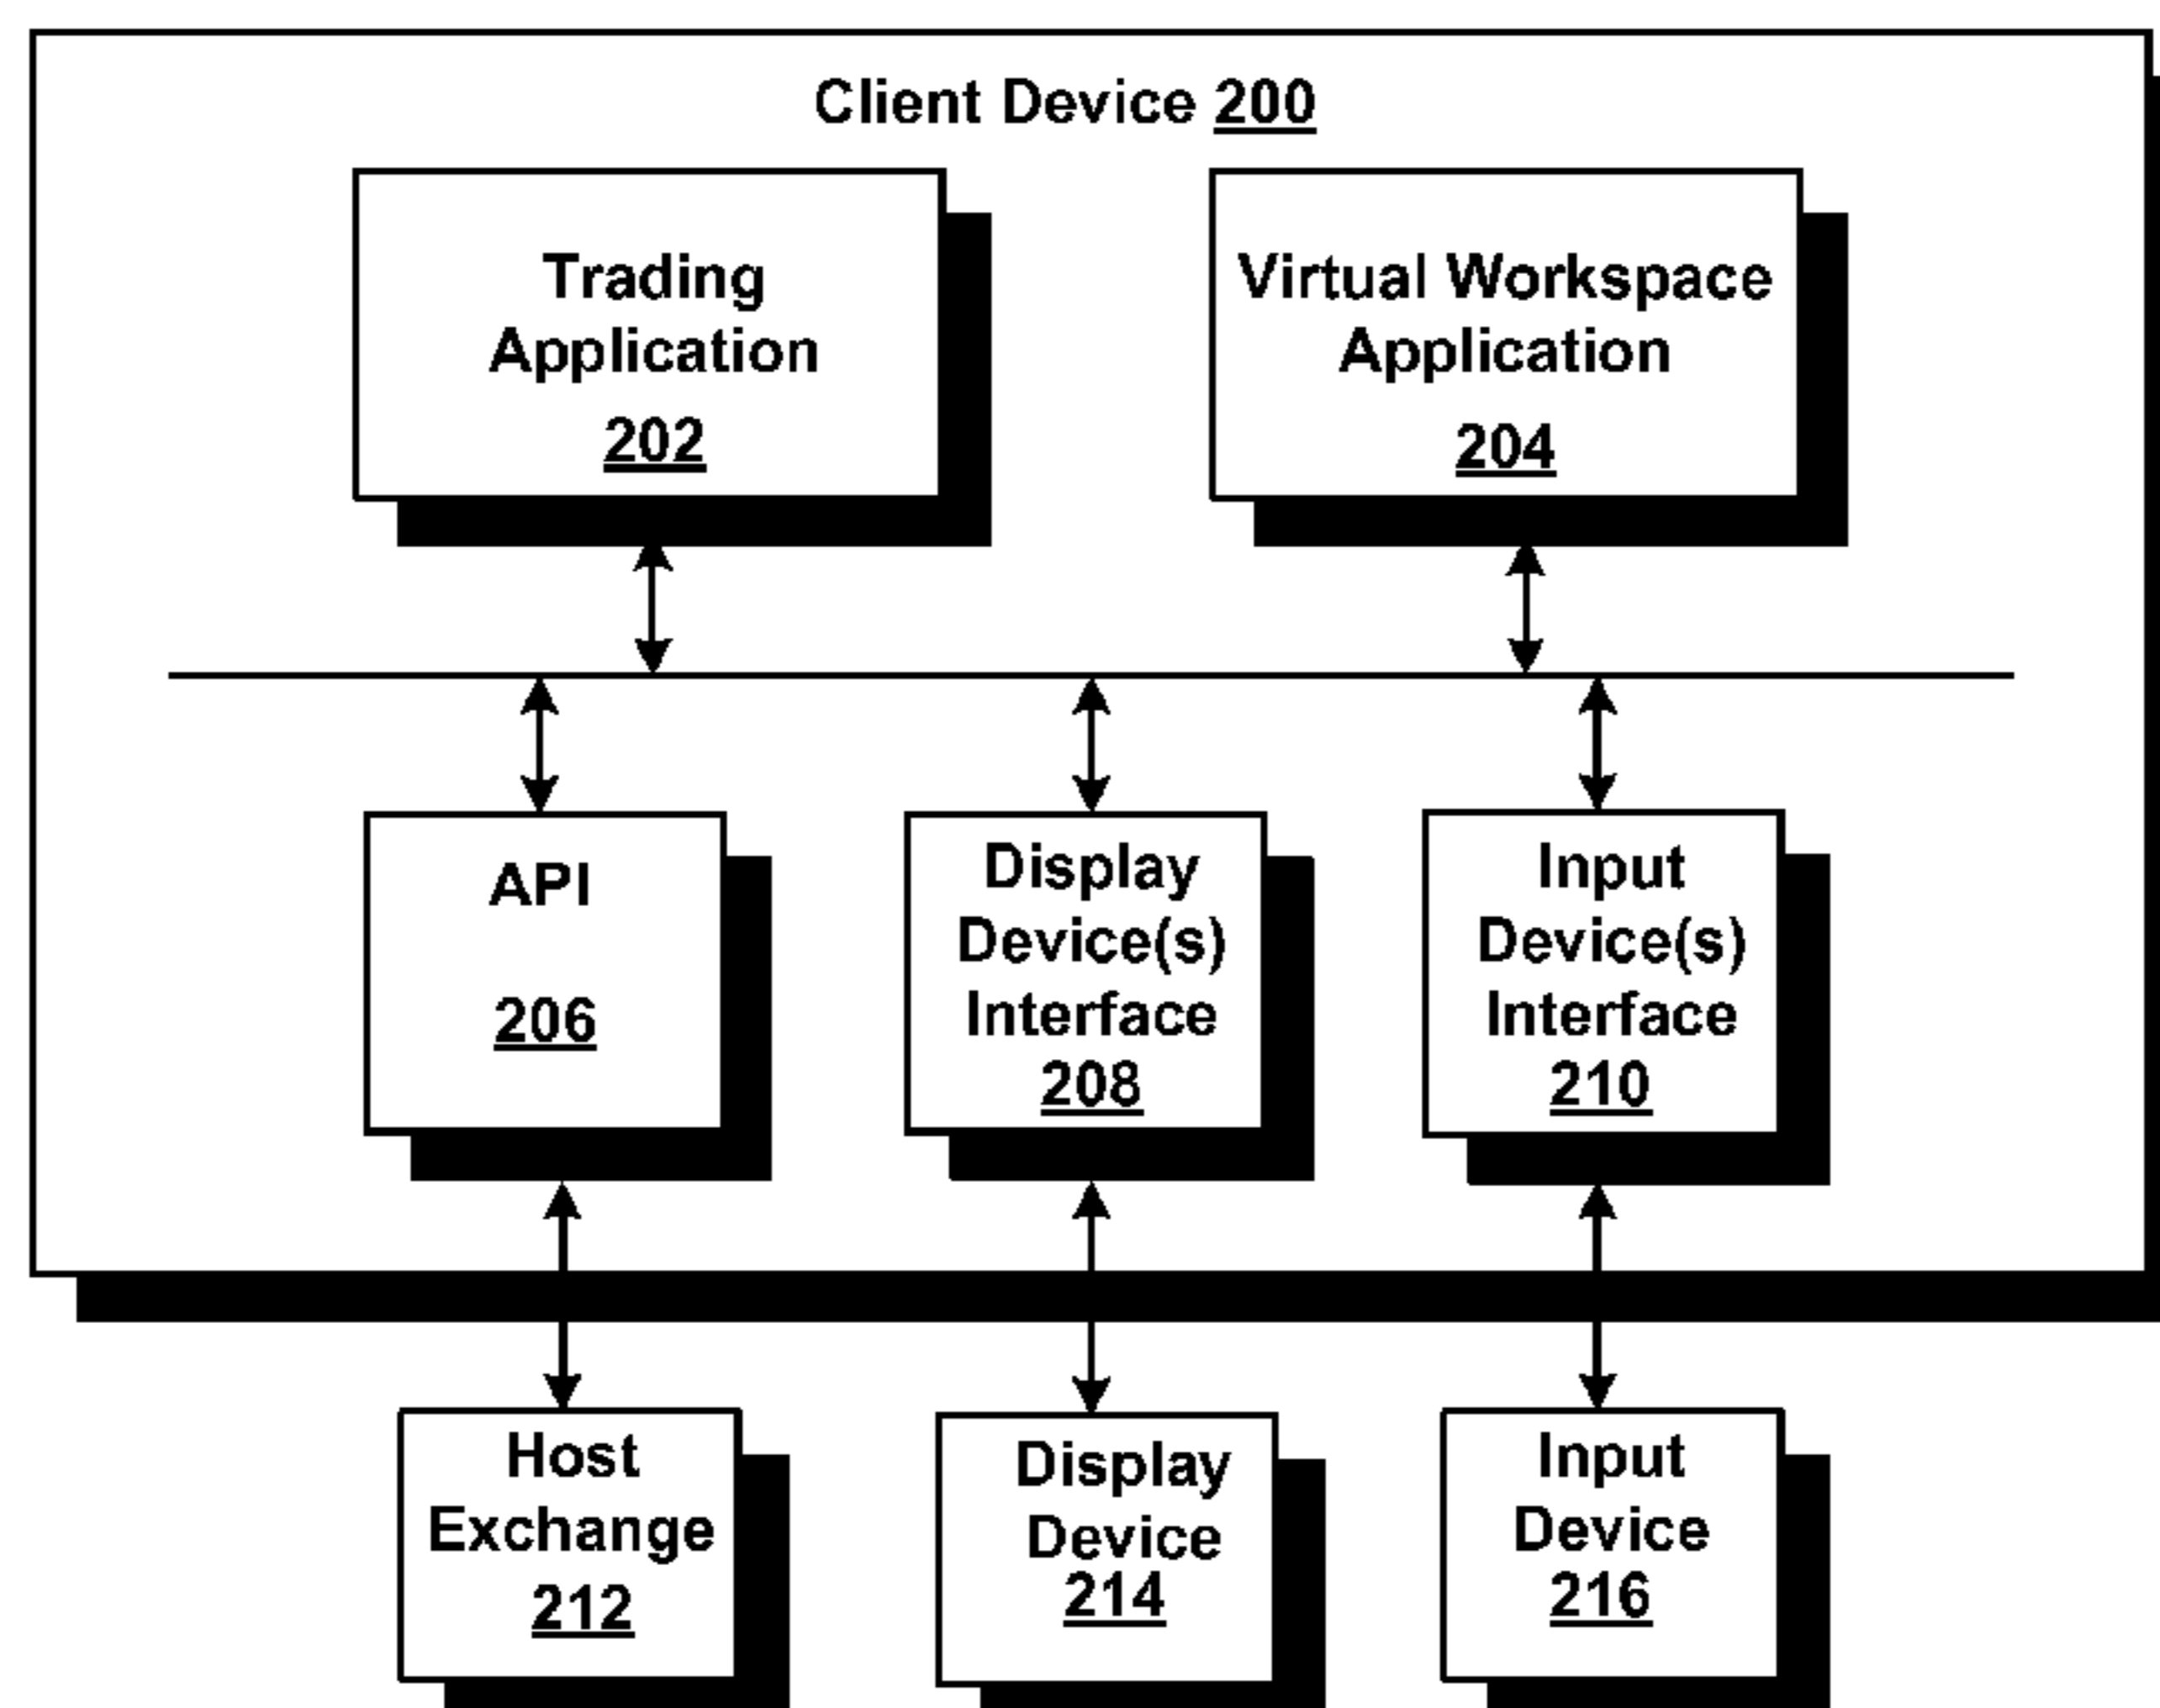 Client Device 200
Trading
Application
202
Virtual Workspace
Application
204
API
206
Display
Device(s)
Interface
208
Input
Device(s)
Interface
210
Host
Exchange
212
Display
Device
214
Input
Device
216